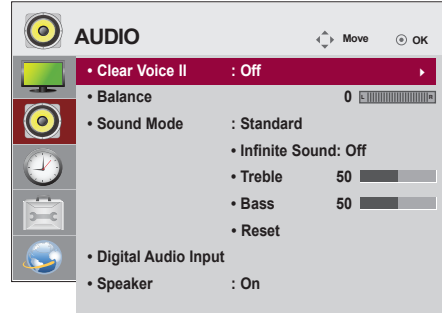 AUDIO Move OK
• Clear Voice II : Off
• Balance 0 L R
• Sound Mode : Standard
• Infinite Sound: Off
• Treble 50
• Bass 50
• Reset
• Digital Audio Input
• Speaker : On